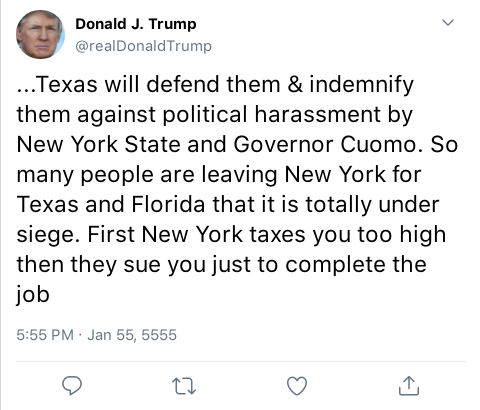 Donald J. Trump
@realDonaldTrump
...Texas will defend them & indemnify
them against political harassment by
New York State and Governor Cuomo. So
many people are leaving New York for
Texas and Florida that it is totally under
siege. First New York taxes you too high
then they sue you just to complete the
job
5:55 PM · Jan 55, 5555